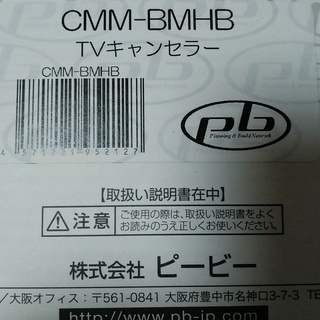 CMM-BMHB
TVキャンセラー
CMM-BMHB
pb
Planning & Build Network
4 571221 952127
【取扱い説明書在中】
注意
ご使用の際は、取扱い説明書をよく
お読みのうえ正しくお使いください。
株式会社 ピービー
/大阪オフィス：〒561-0841 大阪府豊中市名神口3-7-3
http://www.pb-jp.com